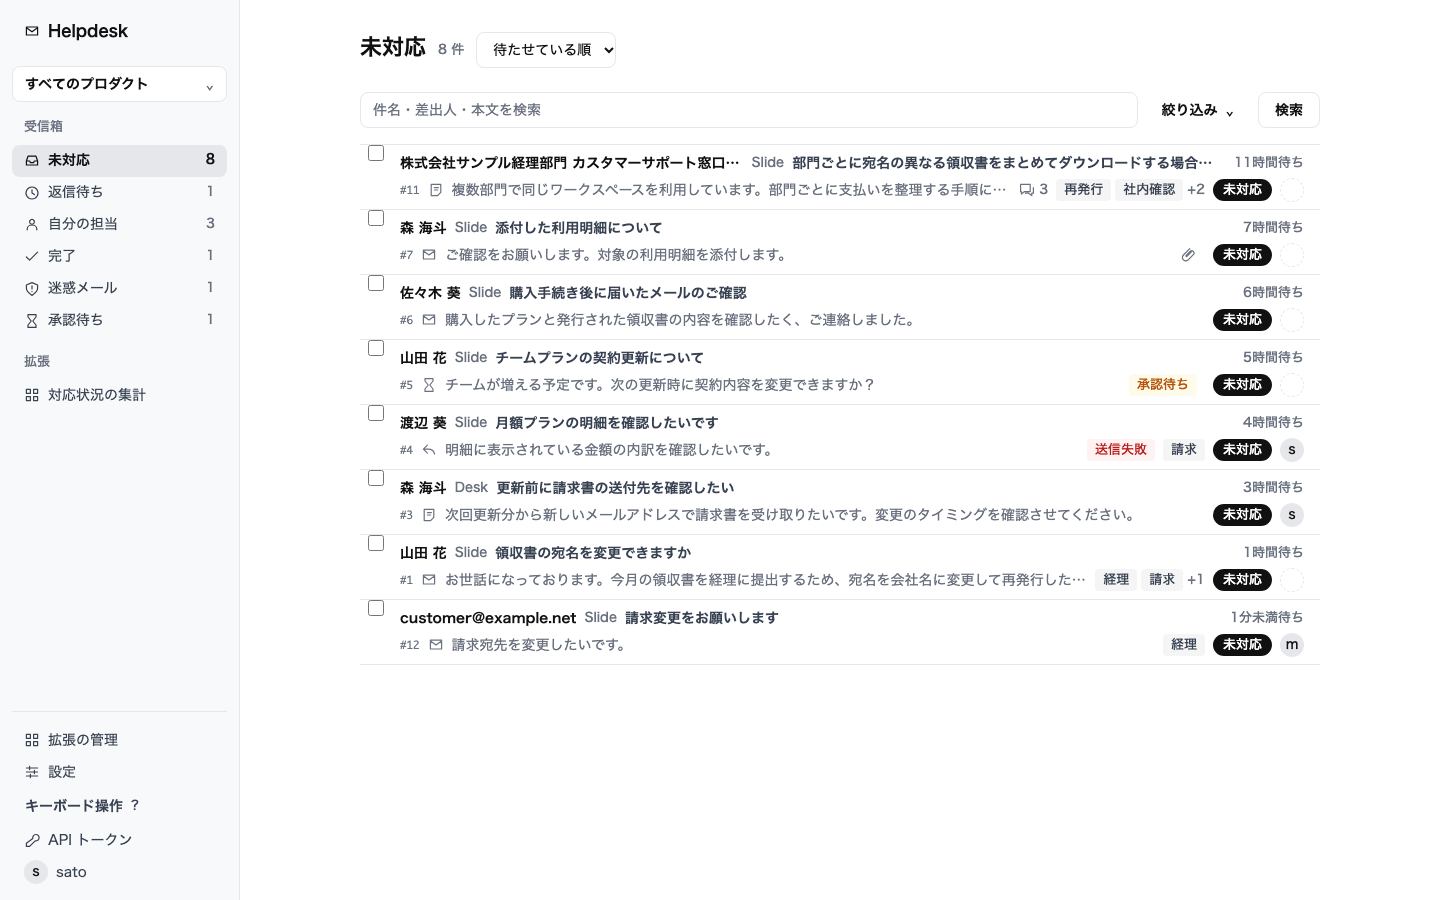 Helpdesk
すべてのプロダクト
受信箱
未対応 8
返信待ち 1
自分の担当 3
完了 1
迷惑メール 1
承認待ち 1
拡張
対応状況の集計
拡張の管理
設定
キーボード操作 ?
API トークン
s sato
未対応 8 件 待たせている順
件名・差出人・本文を検索 絞り込み 検索
株式会社サンプル経理部門 カスタマーサポート窓口… Slide 部門ごとに宛名の異なる領収書をまとめてダウンロードする場合… 11時間待ち
#11 複数部門で同じワークスペースを利用しています。部門ごとに支払いを整理する手順に… 3 再発行 社内確認 +2 未対応
森 海斗 Slide 添付した利用明細について 7時間待ち
#7 ご確認をお願いします。対象の利用明細を添付します。 未対応
佐々木 葵 Slide 購入手続き後に届いたメールのご確認 6時間待ち
#6 購入したプランと発行された領収書の内容を確認したく、ご連絡しました。 未対応
山田 花 Slide チームプランの契約更新について 5時間待ち
#5 チームが増える予定です。次の更新時に契約内容を変更できますか？ 承認待ち 未対応
渡辺 葵 Slide 月額プランの明細を確認したいです 4時間待ち
#4 明細に表示されている金額の内訳を確認したいです。 送信失敗 請求 未対応 s
森 海斗 Desk 更新前に請求書の送付先を確認したい 3時間待ち
#3 次回更新分から新しいメールアドレスで請求書を受け取りたいです。変更のタイミングを確認させてください。 未対応 s
山田 花 Slide 領収書の宛名を変更できますか 1時間待ち
#1 お世話になっております。今月の領収書を経理に提出するため、宛名を会社名に変更して再発行した… 経理 請求 +1 未対応
customer@example.net Slide 請求変更をお願いします 1分未満待ち
#12 請求宛先を変更したいです。 経理 未対応 m